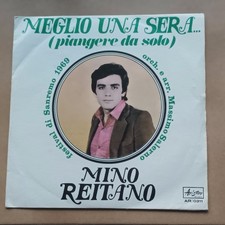 MEGLIO UNA SERA...
(piangere da solo)
festival di Sanremo 1969
orch. e arr. Massimo Salerno
MINO
REITANO